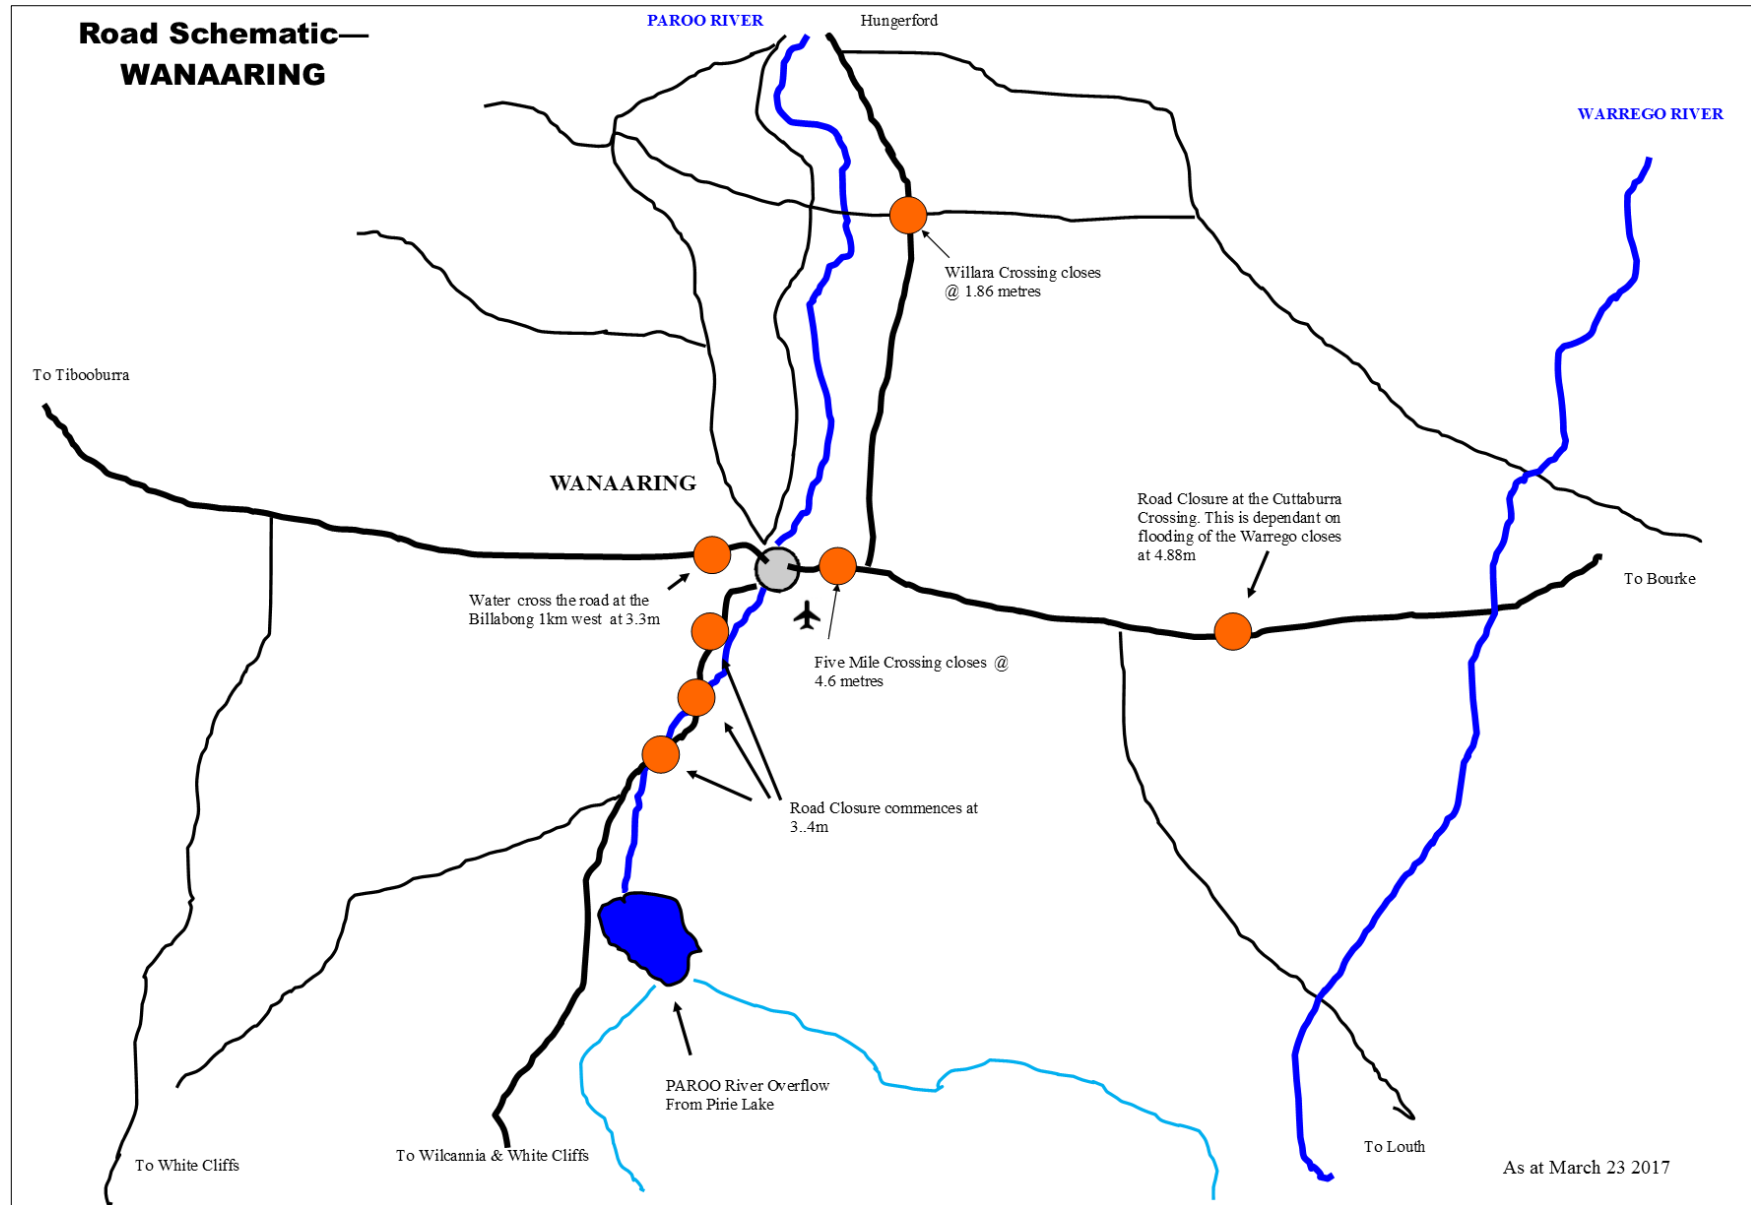 Road Schematic—
WANAARING
PAROO RIVER
Hungerford
WARREGO RIVER
Willara Crossing closes
@ 1.86 metres
To Tibooburra
WANAARING
Road Closure at the Cuttaburra
Crossing. This is dependant on
flooding of the Warrego closes
at 4.88m
To Bourke
Water cross the road at the
Billabong 1km west at 3.3m
Five Mile Crossing closes @
4.6 metres
Road Closure commences at
3..4m
PAROO River Overflow
From Pirie Lake
To White Cliffs
To Wilcannia & White Cliffs
To Louth
As at March 23 2017